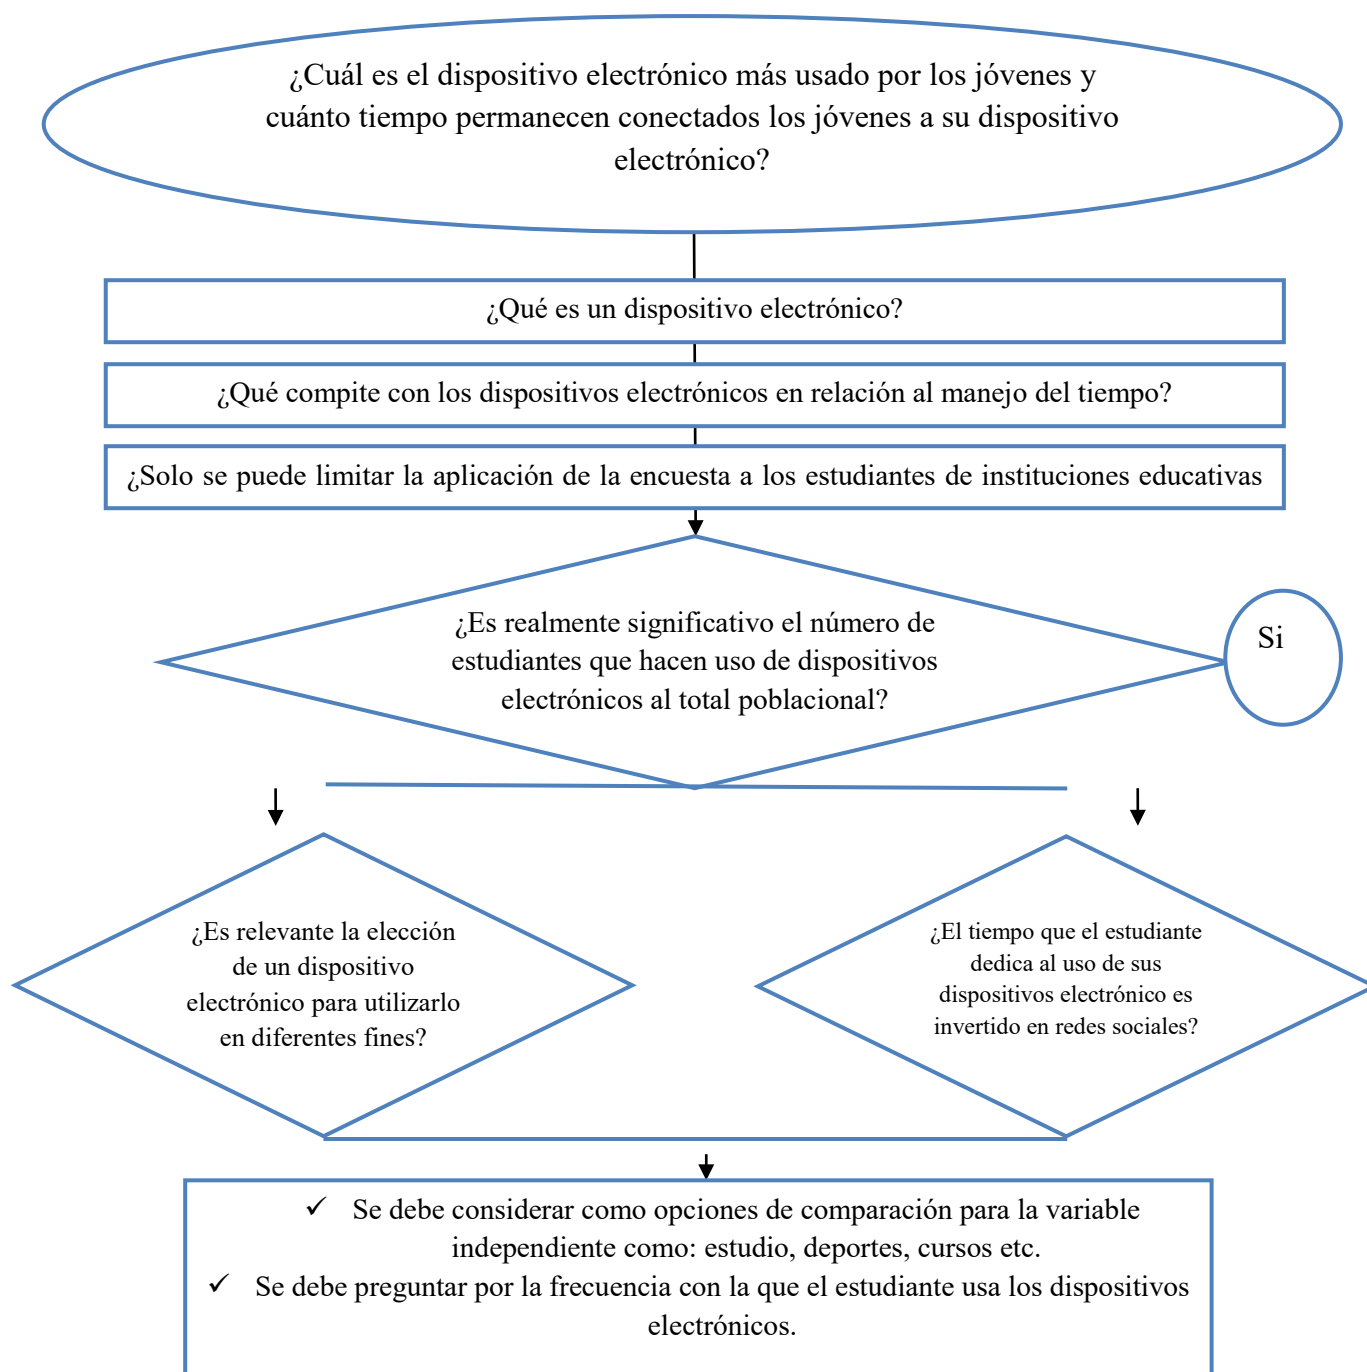 ¿Cuál es el dispositivo electrónico más usado por los jóvenes y
cuánto tiempo permanecen conectados los jóvenes a su dispositivo
electrónico?
¿Qué es un dispositivo electrónico?
¿Qué compite con los dispositivos electrónicos en relación al manejo del tiempo?
¿Solo se puede limitar la aplicación de la encuesta a los estudiantes de instituciones educativas
¿Es realmente significativo el número de
estudiantes que hacen uso de dispositivos
electrónicos al total poblacional?
Si
¿Es relevante la elección
de un dispositivo
electrónico para utilizarlo
en diferentes fines?
¿El tiempo que el estudiante
dedica al uso de sus
dispositivos electrónico es
invertido en redes sociales?
✓ Se debe considerar como opciones de comparación para la variable
independiente como: estudio, deportes, cursos etc.
✓ Se debe preguntar por la frecuencia con la que el estudiante usa los dispositivos
electrónicos.